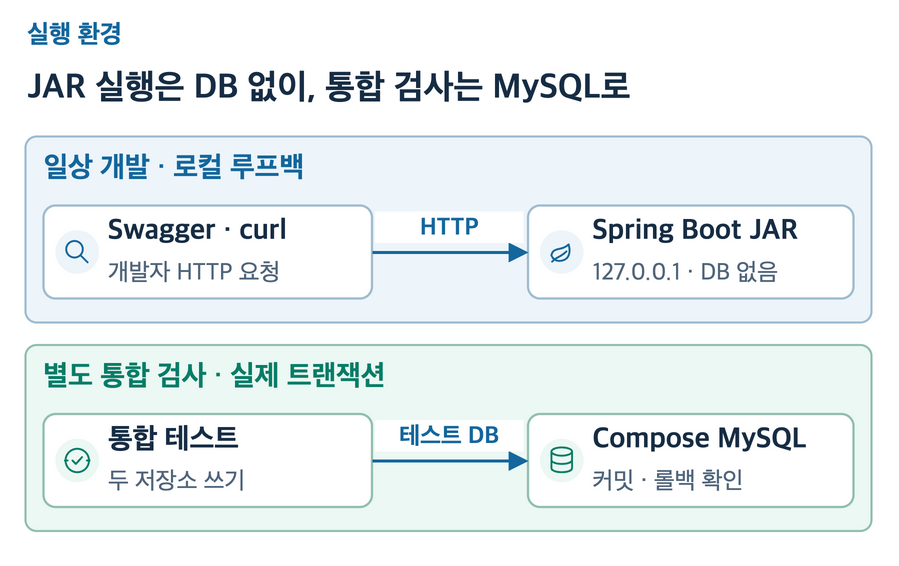 실행 환경
JAR 실행은 DB 없이, 통합 검사는 MySQL로
일상 개발 · 로컬 루프백
Swagger · curl
개발자 HTTP 요청
HTTP
Spring Boot JAR
127.0.0.1 · DB 없음
별도 통합 검사 · 실제 트랜잭션
통합 테스트
두 저장소 쓰기
테스트 DB
Compose MySQL
커밋 · 롤백 확인